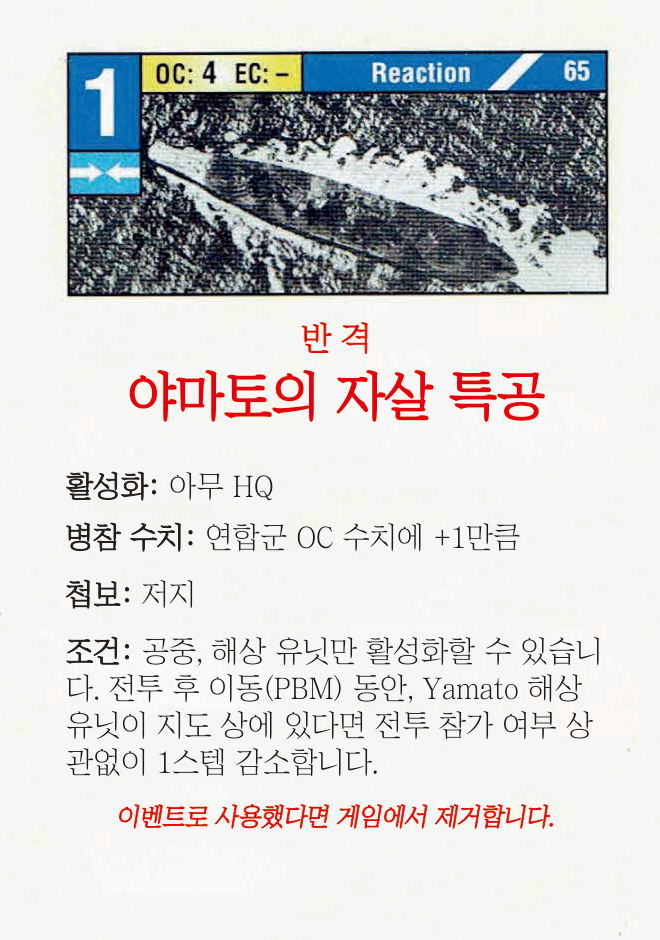 1
OC: 4 EC: –
Reaction
65
반 격
야마토의 자살 특공
활성화: 아무 HQ
병참 수치: 연합군 OC 수치에 +1만큼
첩보: 저지
조건: 공중, 해상 유닛만 활성화할 수 있습니
다. 전투 후 이동(PBM) 동안, Yamato 해상
유닛이 지도 상에 있다면 전투 참가 여부 상
관없이 1스텝 감소합니다.
이벤트로 사용했다면 게임에서 제거합니다.